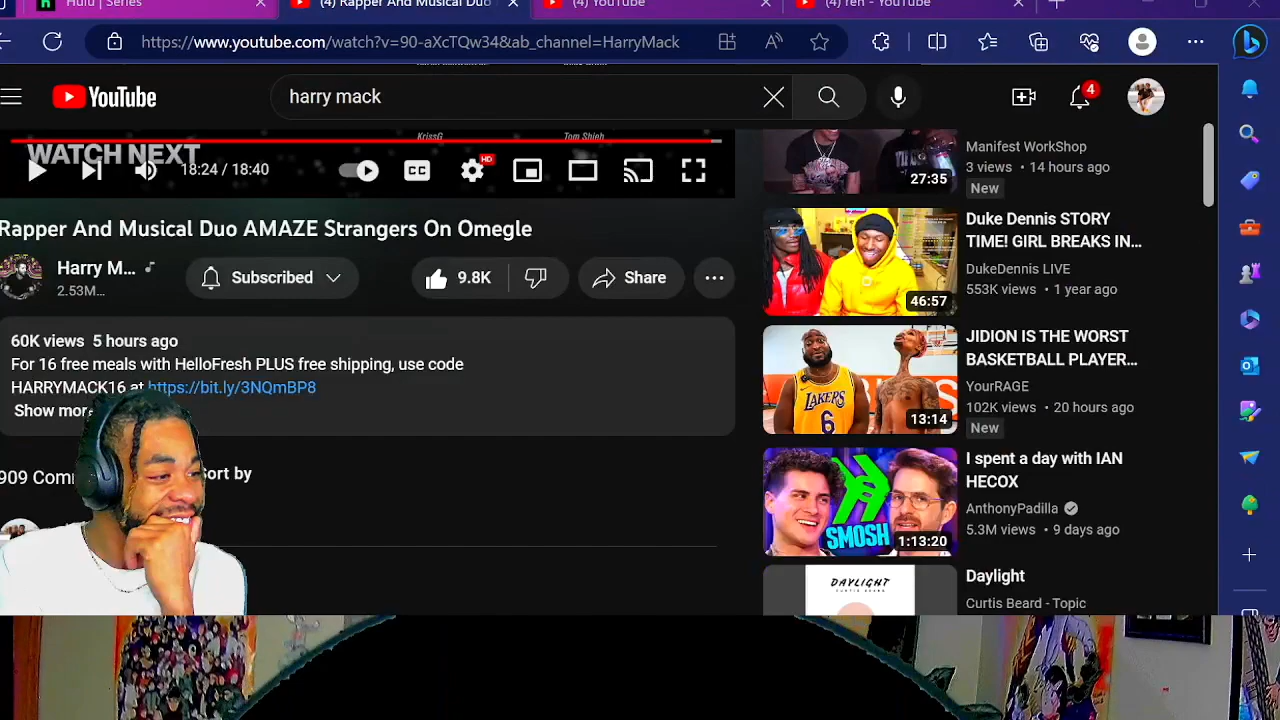 Hulu | Series
(4) Rapper And Musical Duo
(4) YouTube
(4) ren - YouTube
https://www.youtube.com/watch?v=90-aXcTQw34&ab_channel=HarryMack
YouTube
harry mack
4
KrissG
Tom Shieh
WATCH NEXT
18:24 / 18:40
CC
HD
Rapper And Musical Duo AMAZE Strangers On Omegle
Harry M...
2.53M...
Subscribed
9.8K
Share
60K views 5 hours ago
For 16 free meals with HelloFresh PLUS free shipping, use code
HARRYMACK16 at https://bit.ly/3NQmBP8
Show more
909 Com
Sort by
27:35
Manifest WorkShop
3 views • 14 hours ago
New
46:57
Duke Dennis STORY
TIME! GIRL BREAKS IN...
DukeDennis LIVE
553K views • 1 year ago
LAKERS
6
13:14
JIDION IS THE WORST
BASKETBALL PLAYER...
YourRAGE
102K views • 20 hours ago
New
SMOSH
1:13:20
I spent a day with IAN
HECOX
AnthonyPadilla
5.3M views • 9 days ago
DAYLIGHT
CURTIS BEARD
Daylight
Curtis Beard - Topic